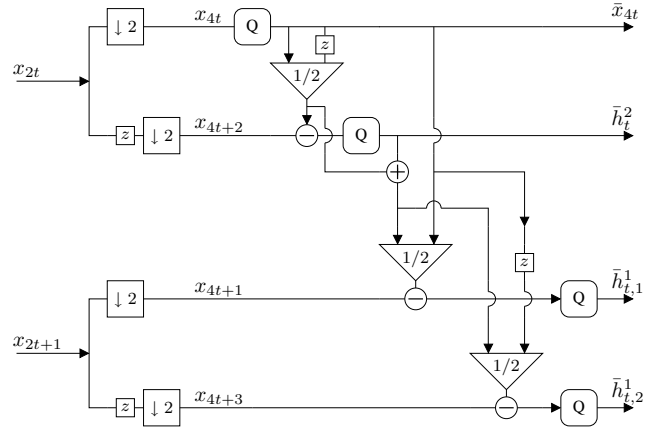 ↓ 2 x_{4t} Q x̄_{4t}
z
1/2
x_{2t}
z ↓ 2 x_{4t+2} − Q h̄_t^2
+
1/2 z
↓ 2 x_{4t+1} − Q h̄_{t,1}^1
x_{2t+1}
1/2
z ↓ 2 x_{4t+3} − Q h̄_{t,2}^1